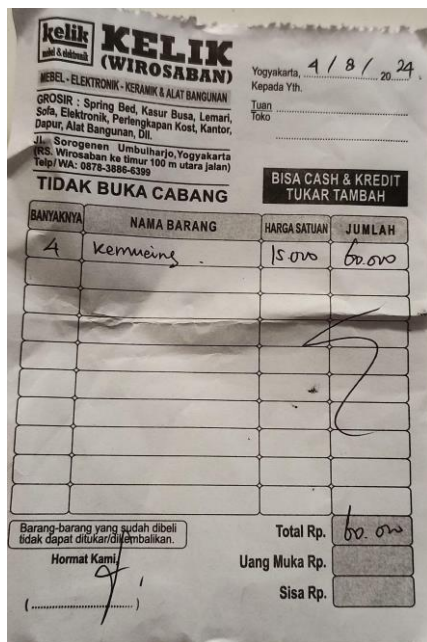 kelik
mebel & elektronik
KELIK
(WIROSABAN)
MEBEL - ELEKTRONIK - KERAMIK & ALAT BANGUNAN
GROSIR : Spring Bed, Kasur Busa, Lemari,
Sofa, Elektronik, Perlengkapan Kost, Kantor,
Dapur, Alat Bangunan, Dll.
Jl. Sorogenen Umbulharjo, Yogyakarta
(RS. Wirosaban ke timur 100 m utara jalan)
Telp/ WA: 0878-3886-6399
TIDAK BUKA CABANG
Yogyakarta, 4/8/2024.
Kepada Yth.
Tuan
Toko
BISA CASH & KREDIT
TUKAR TAMBAH
BANYAKNYA NAMA BARANG HARGA SATUAN JUMLAH
4 Kemucing. 15.000 60.000
Barang-barang yang sudah dibeli
tidak dapat ditukar/dikembalikan.
Hormat Kami,
Total Rp. 60.000
Uang Muka Rp.
Sisa Rp.